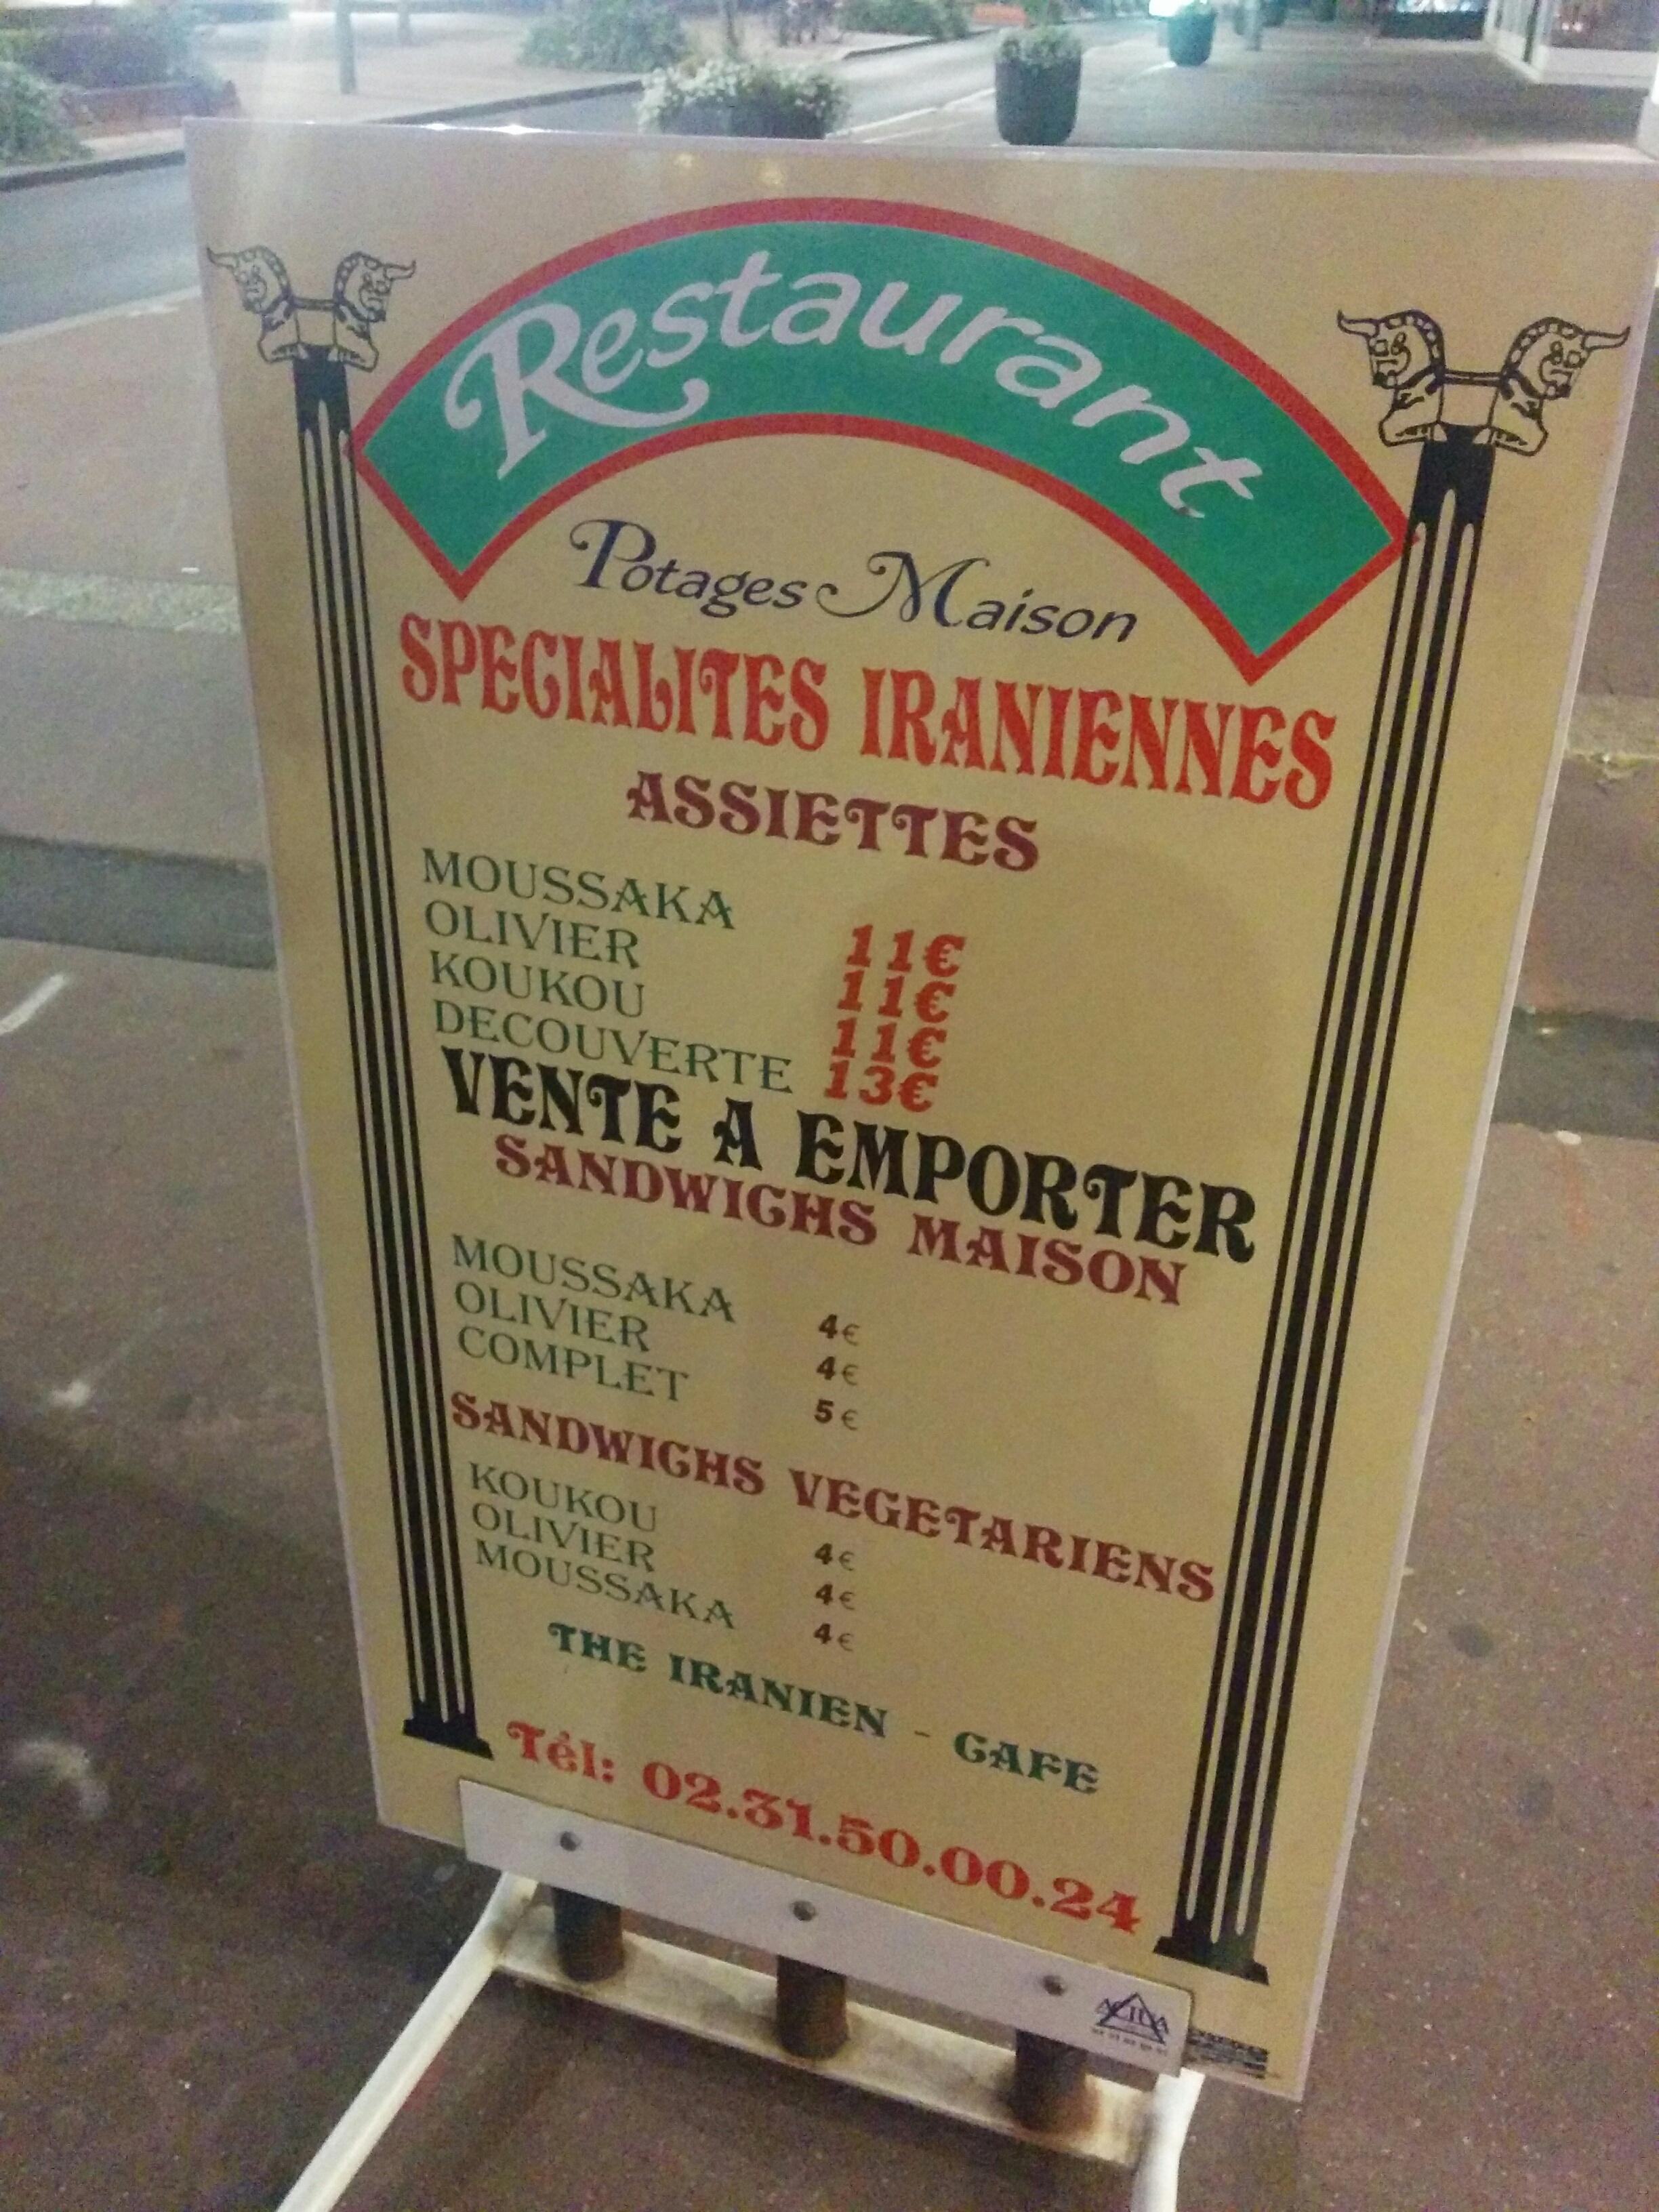 Restaurant
Potages Maison
SPECIALITES IRANIENNES
ASSIETTES
MOUSSAKA 11€
OLIVIER 11€
KOUKOU 11€
DECOUVERTE 13€
VENTE A EMPORTER
SANDWICHS MAISON
MOUSSAKA 4€
OLIVIER 4€
COMPLET 5€
SANDWICHS VEGETARIENS
KOUKOU 4€
OLIVIER 4€
MOUSSAKA 4€
THE IRANIEN - CAFE
Tél: 02.31.50.00.24